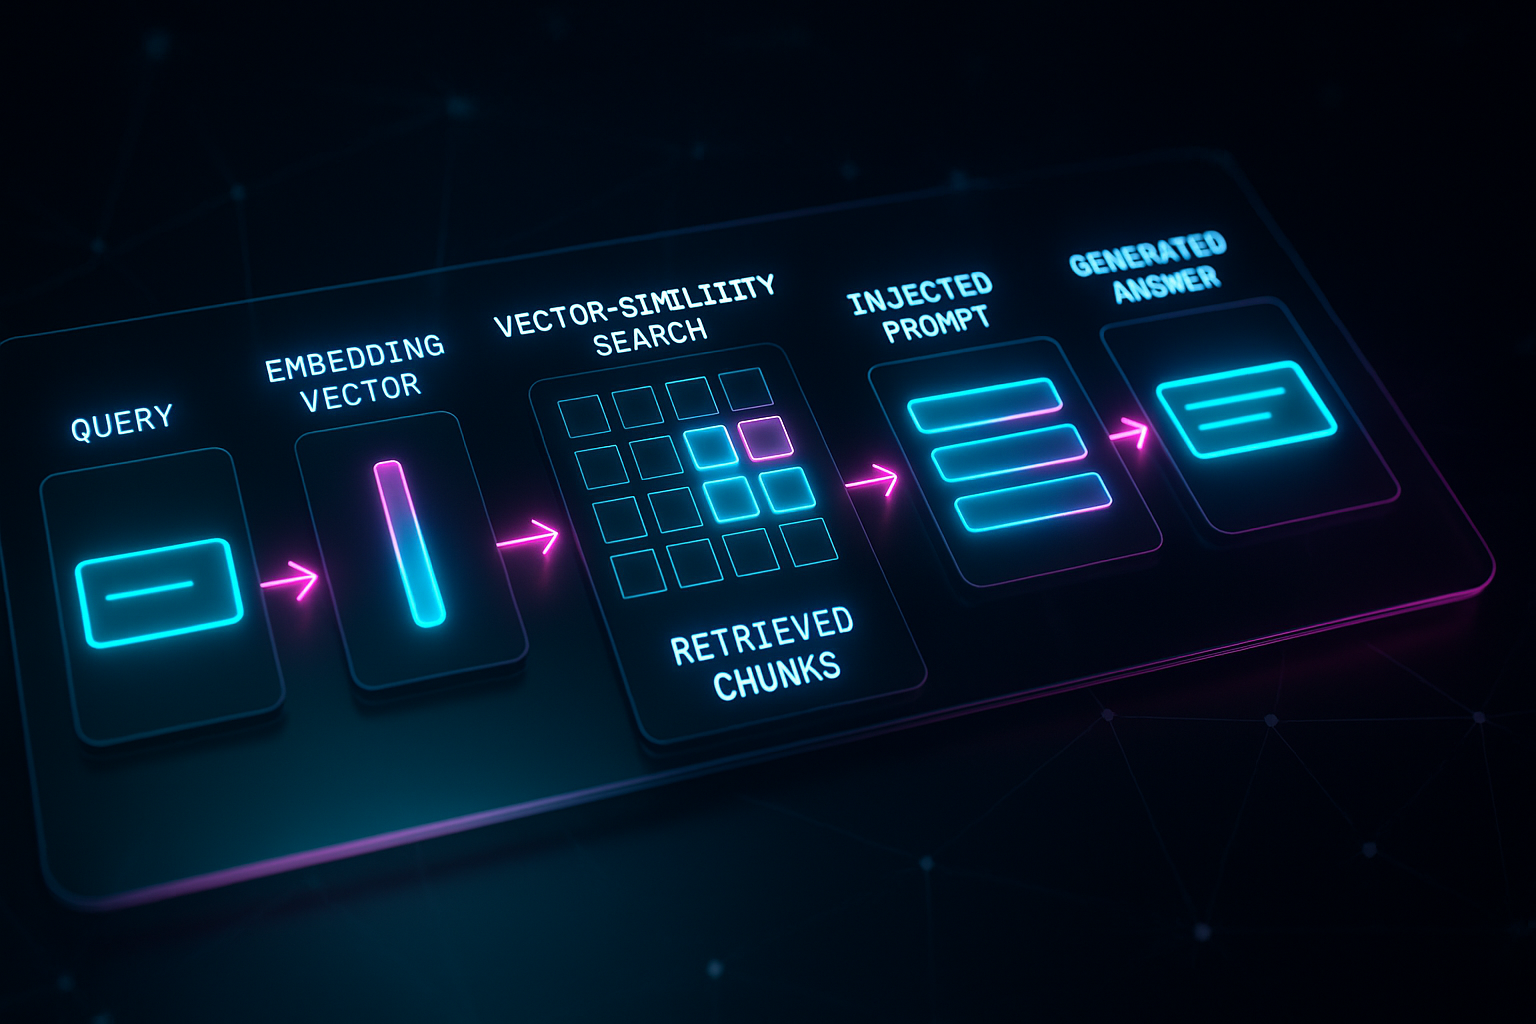 QUERY
EMBEDDING
VECTOR
VECTOR-SIMILIITY
SEARCH
RETRIEVED
CHUNKS
INJECTED
PROMPT
GENERATED
ANSWER